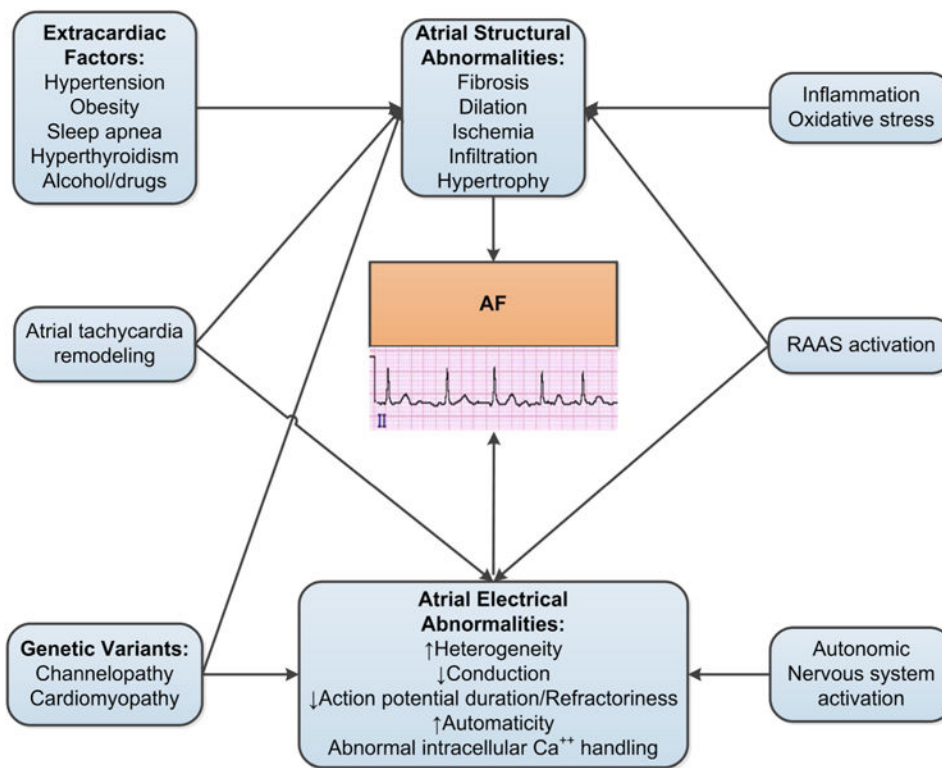 Extracardiac
Factors:
Hypertension
Obesity
Sleep apnea
Hyperthyroidism
Alcohol/drugs
Atrial Structural
Abnormalities:
Fibrosis
Dilation
Ischemia
Infiltration
Hypertrophy
Inflammation
Oxidative stress
AF
II
Atrial tachycardia
remodeling
RAAS activation
Genetic Variants:
Channelopathy
Cardiomyopathy
Atrial Electrical
Abnormalities:
↑Heterogeneity
↓Conduction
↓Action potential duration/Refractoriness
↑Automaticity
Abnormal intracellular Ca⁺⁺ handling
Autonomic
Nervous system
activation